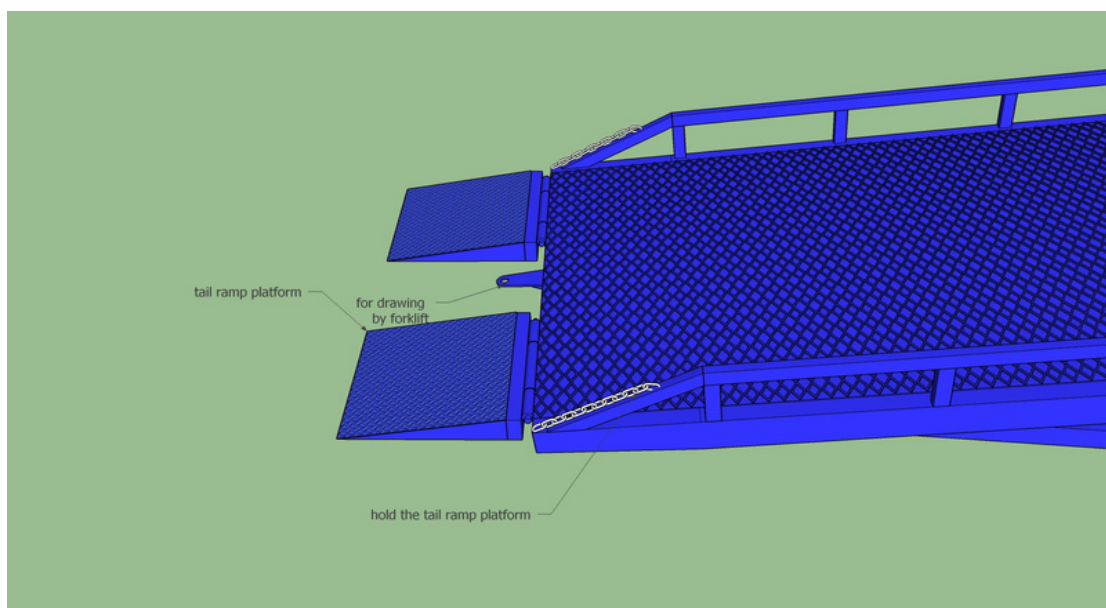 tail ramp platform
for drawing
by forklift
hold the tail ramp platform